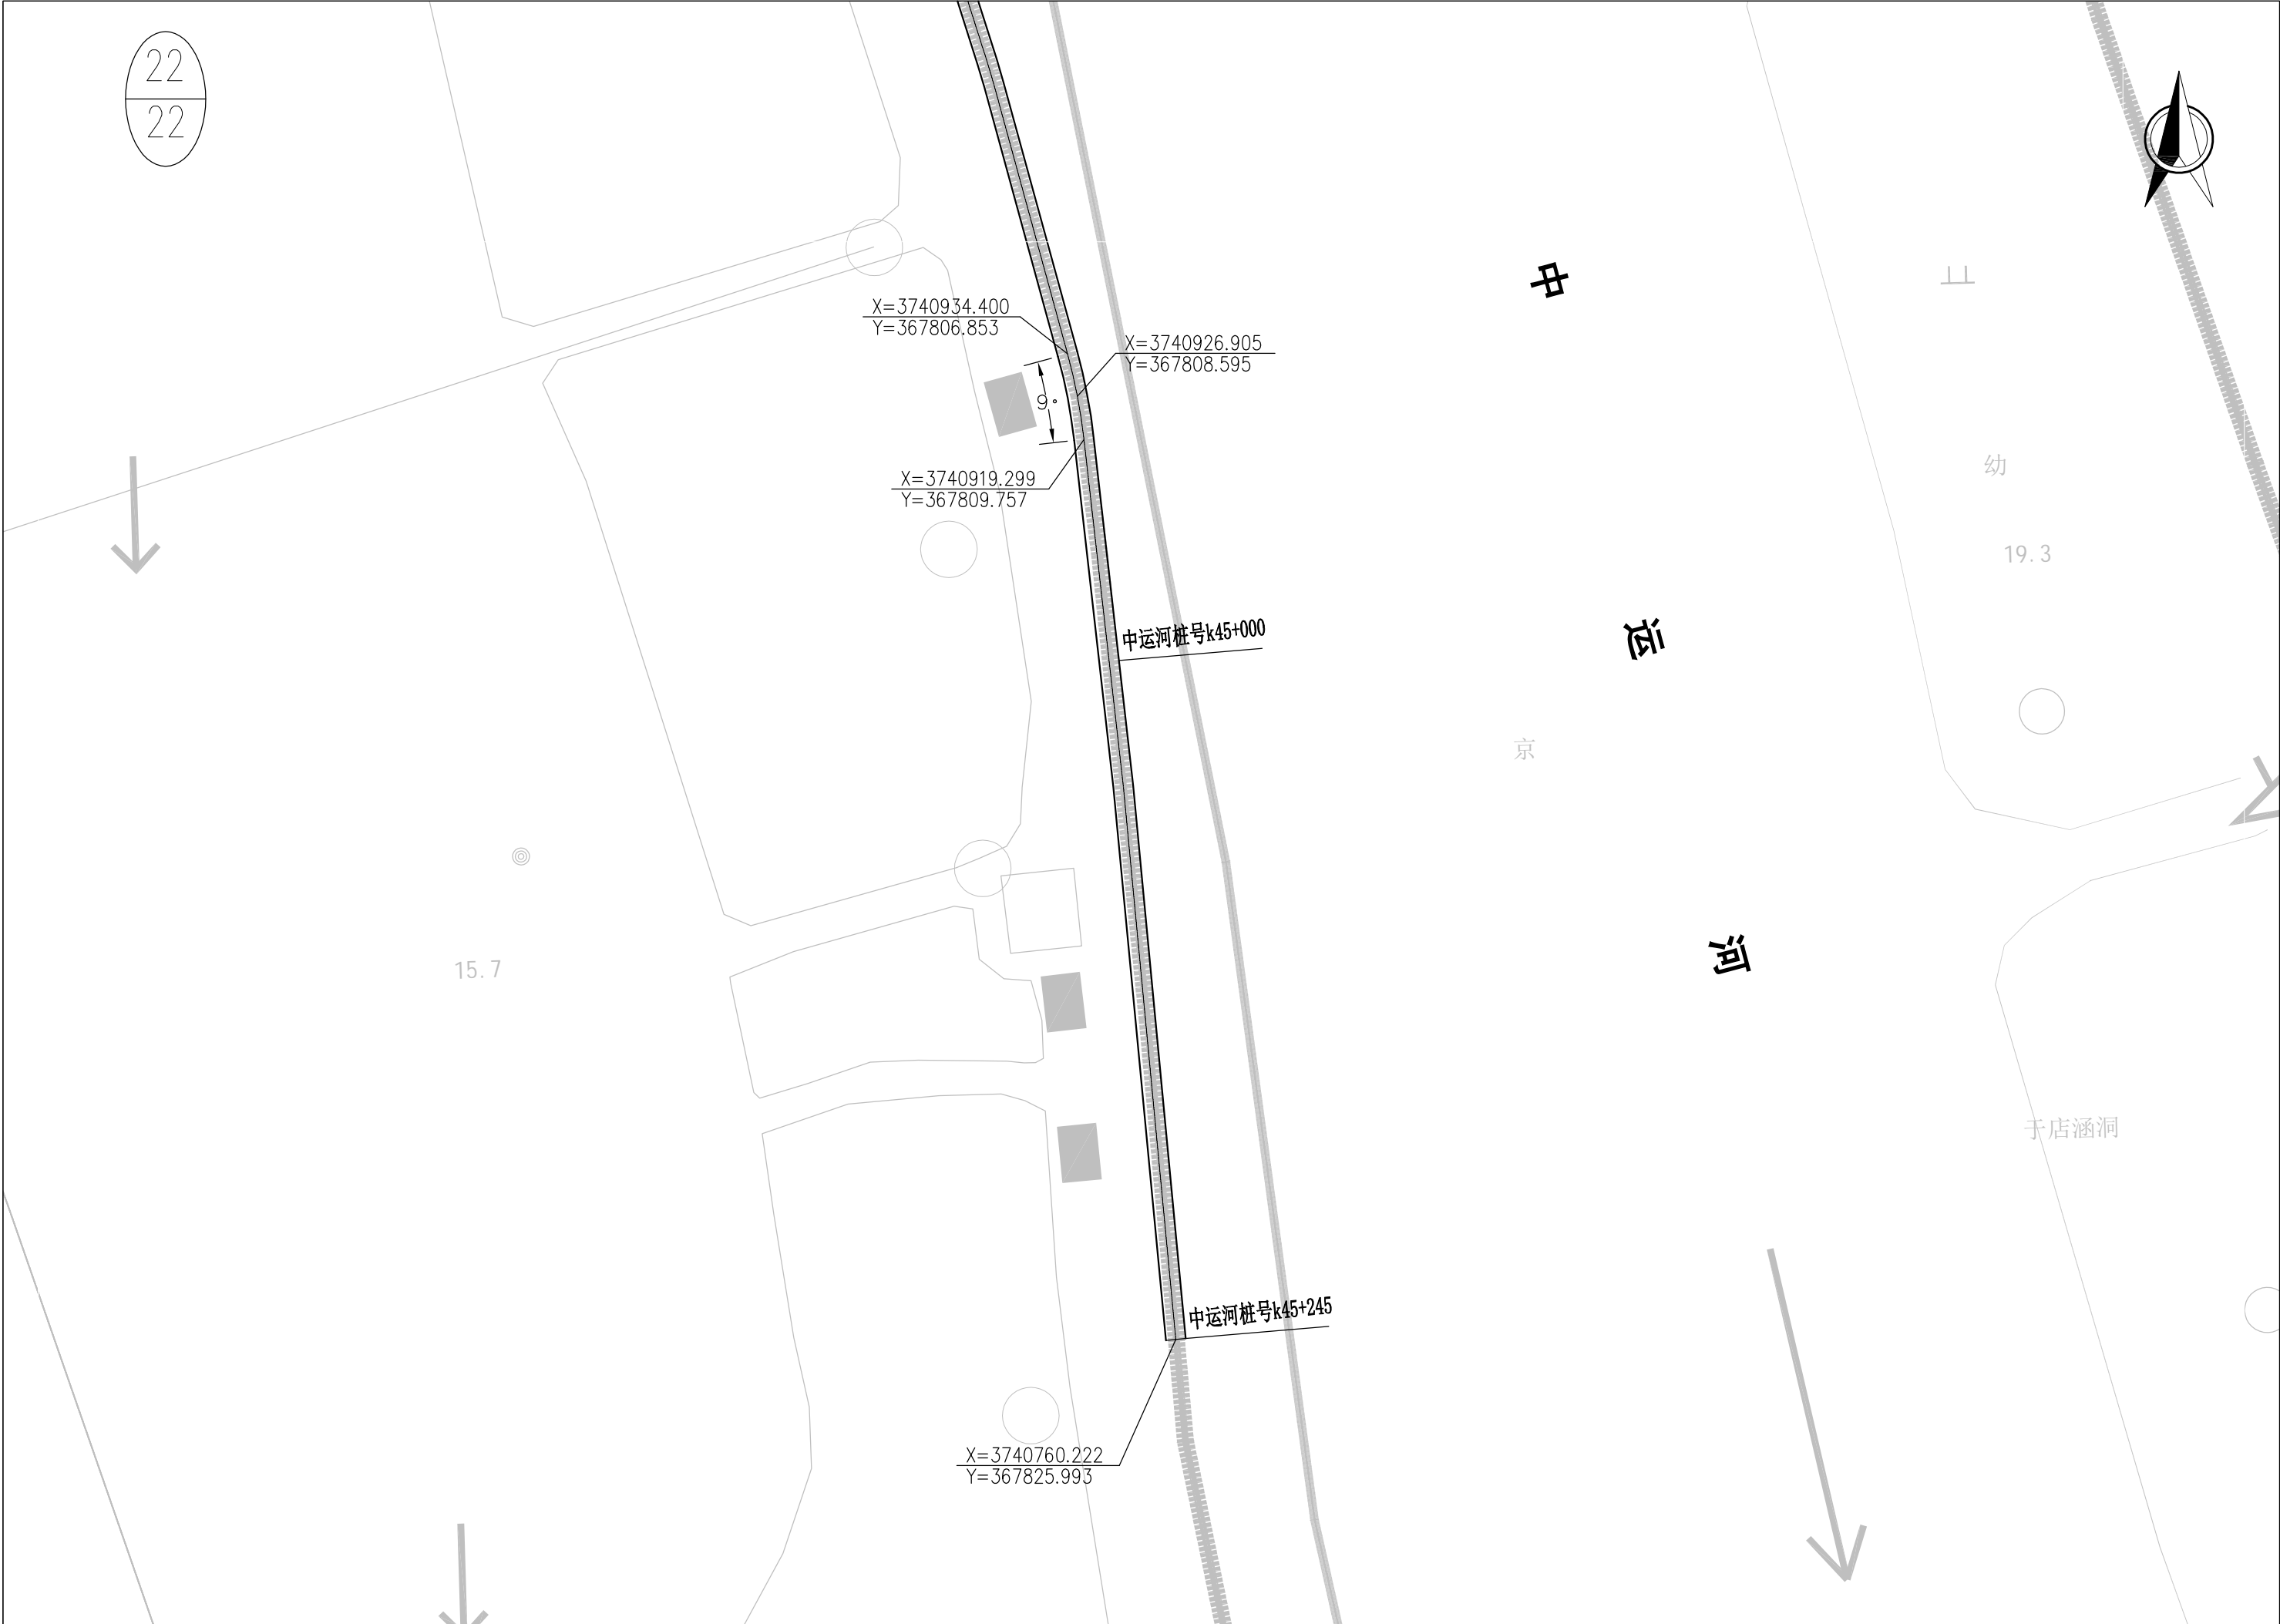 22
22
X=3740934.400
Y=367806.853
X=3740926.905
Y=367808.595
9°
X=3740919.299
Y=367809.757
中运河桩号k45+000
中
运
河
幼
19.3
京
15.7
于店涵洞
中运河桩号k45+245
X=3740760.222
Y=367825.993